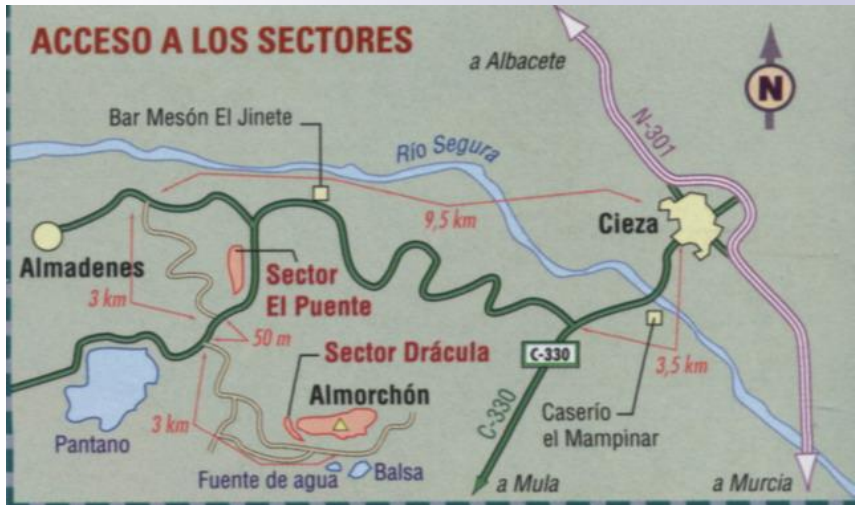 ACCESO A LOS SECTORES
a Albacete
N
Bar Mesón El Jinete
Río Segura
N-301
9,5 km
Cieza
Almadenes
Sector
El Puente
3 km
50 m
Sector Drácula
C-330
3,5 km
Almorchón
3 km
C-330
Caserío
el Mampinar
Pantano
Fuente de agua
Balsa
a Mula
a Murcia